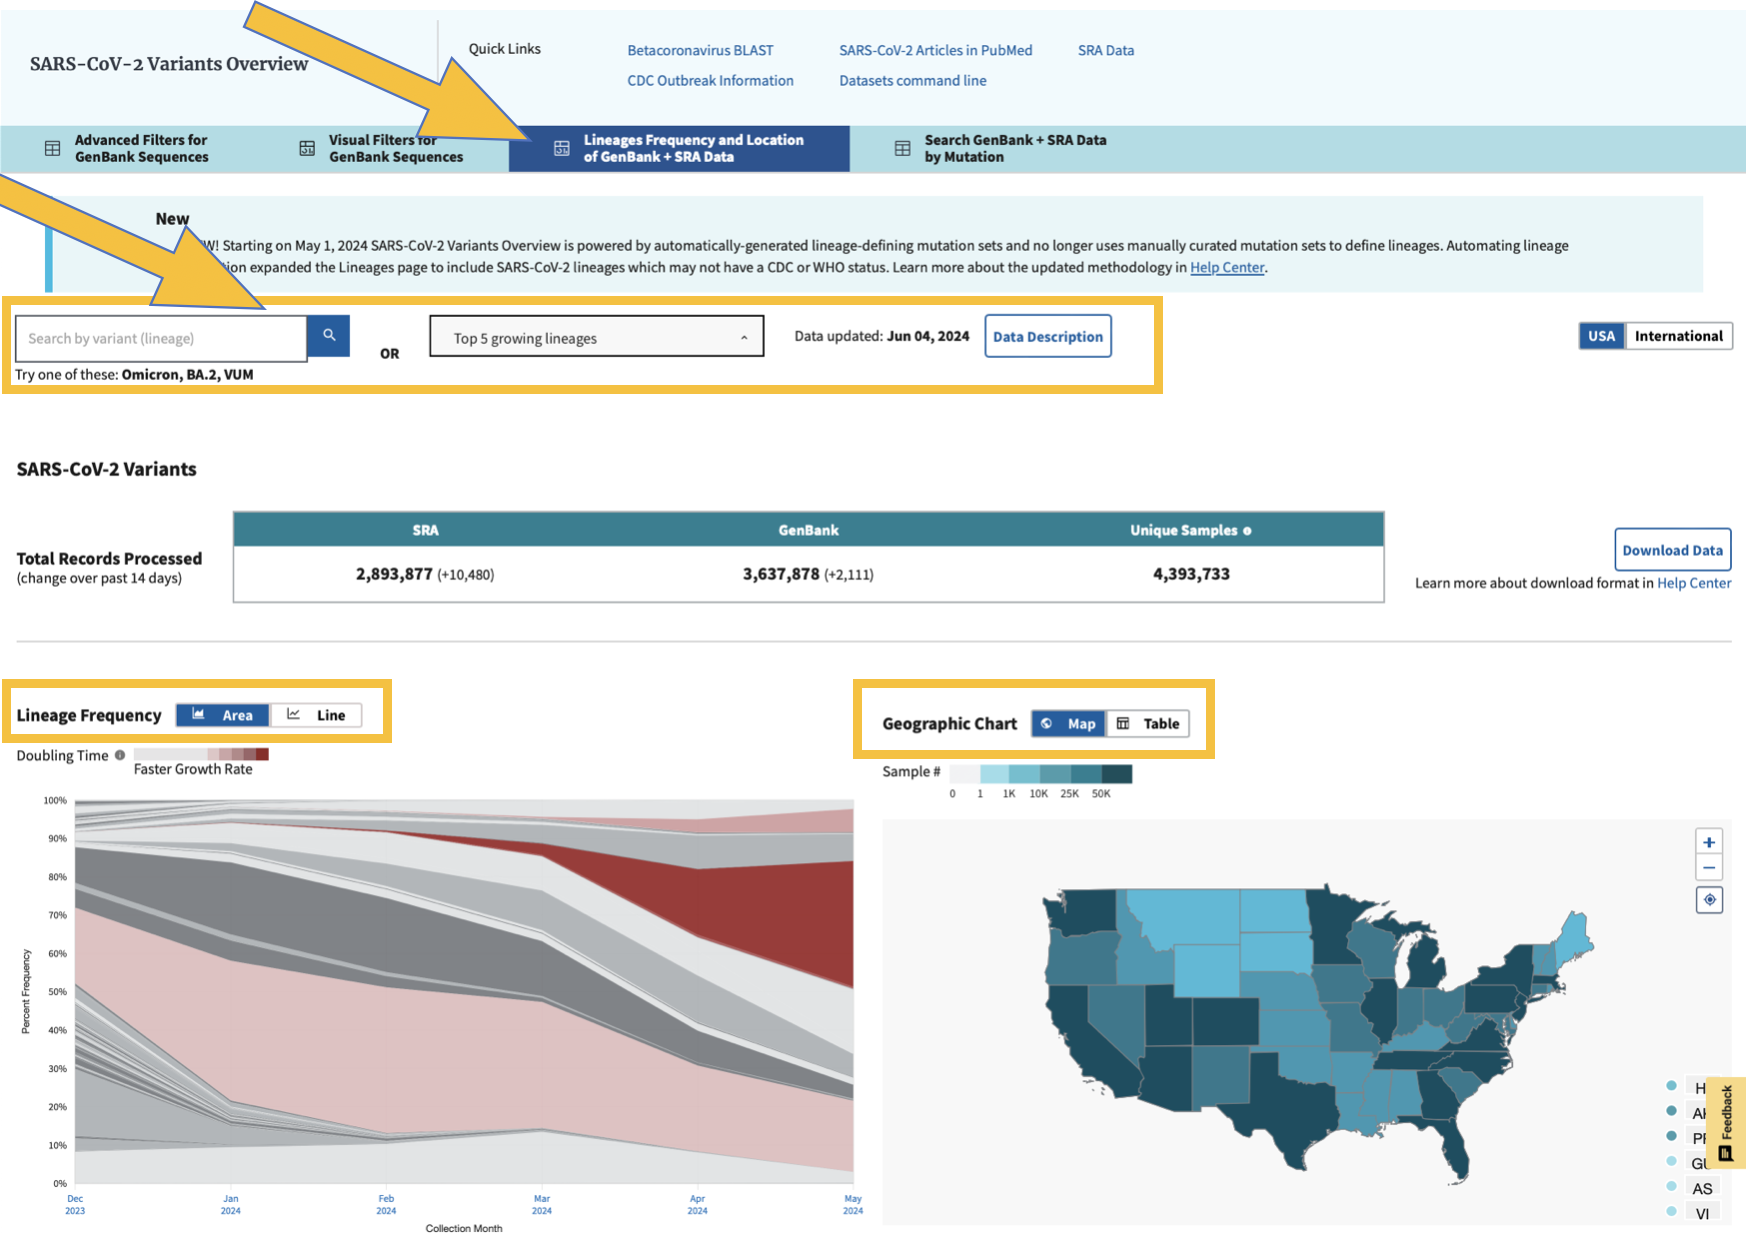 SARS-CoV-2 Variants Overview
Quick Links
Betacoronavirus BLAST
SARS-CoV-2 Articles in PubMed
SRA Data
CDC Outbreak Information
Datasets command line
Advanced Filters for
GenBank Sequences
Visual Filters for
GenBank Sequences
Lineages Frequency and Location
of GenBank + SRA Data
Search GenBank + SRA Data
by Mutation
New
Starting on May 1, 2024 SARS-CoV-2 Variants Overview is powered by automatically-generated lineage-defining mutation sets and no longer uses manually curated mutation sets to define lineages. Automating lineage
expanded the Lineages page to include SARS-CoV-2 lineages which may not have a CDC or WHO status. Learn more about the updated methodology in Help Center.
Search by variant (lineage)
OR
Top 5 growing lineages
Data updated: Jun 04, 2024
Data Description
USA
International
Try one of these: Omicron, BA.2, VUM
SARS-CoV-2 Variants
SRA
GenBank
Unique Samples
Total Records Processed
(change over past 14 days)
2,893,877 (+10,480)
3,637,878 (+2,111)
4,393,733
Download Data
Learn more about download format in Help Center
Lineage Frequency
Area
Line
Doubling Time
Faster Growth Rate
Geographic Chart
Map
Table
Sample #
0 1 1K 10K 25K 50K
100%
90%
80%
70%
60%
50%
40%
30%
20%
10%
0%
Percent Frequency
Dec
2023
Jan
2024
Feb
2024
Mar
2024
Apr
2024
May
2024
Collection Month
AS
VI
Feedback